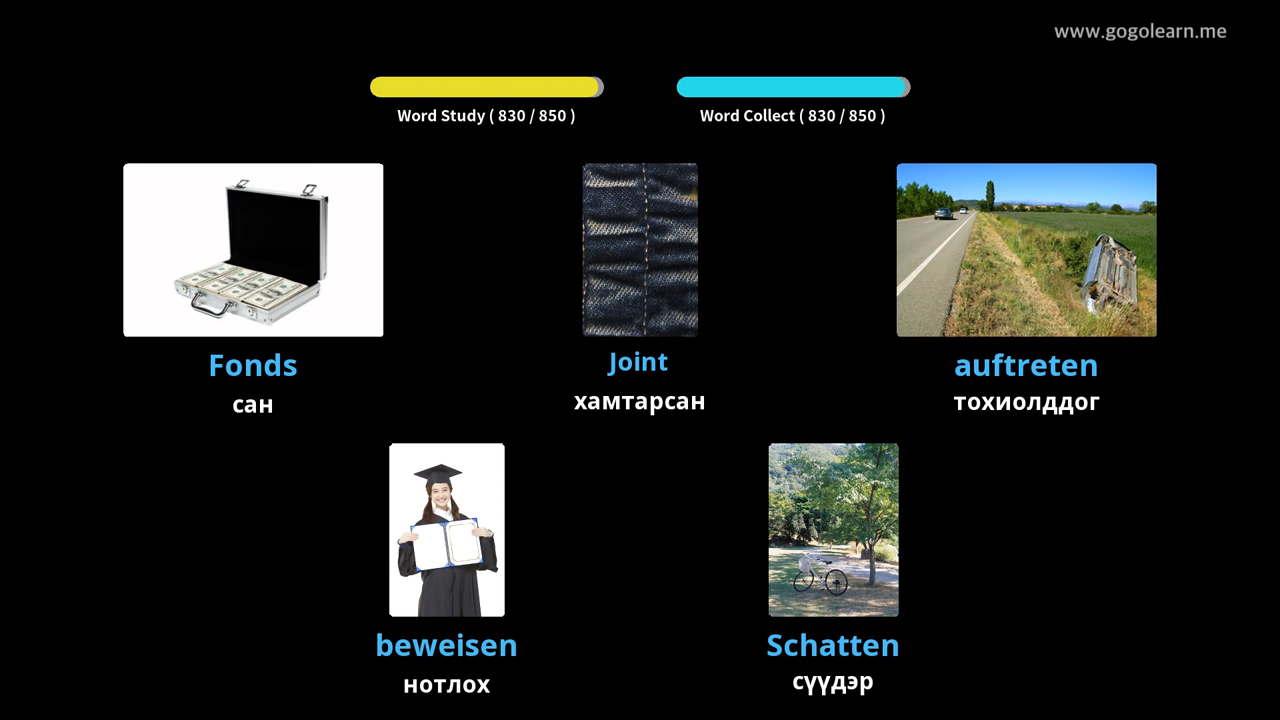 www.gogolearn.me
Word Study ( 830 / 850 )
Word Collect ( 830 / 850 )
Fonds
сан
Joint
хамтарсан
auftreten
тохиолддог
beweisen
нотлох
Schatten
сүүдэр